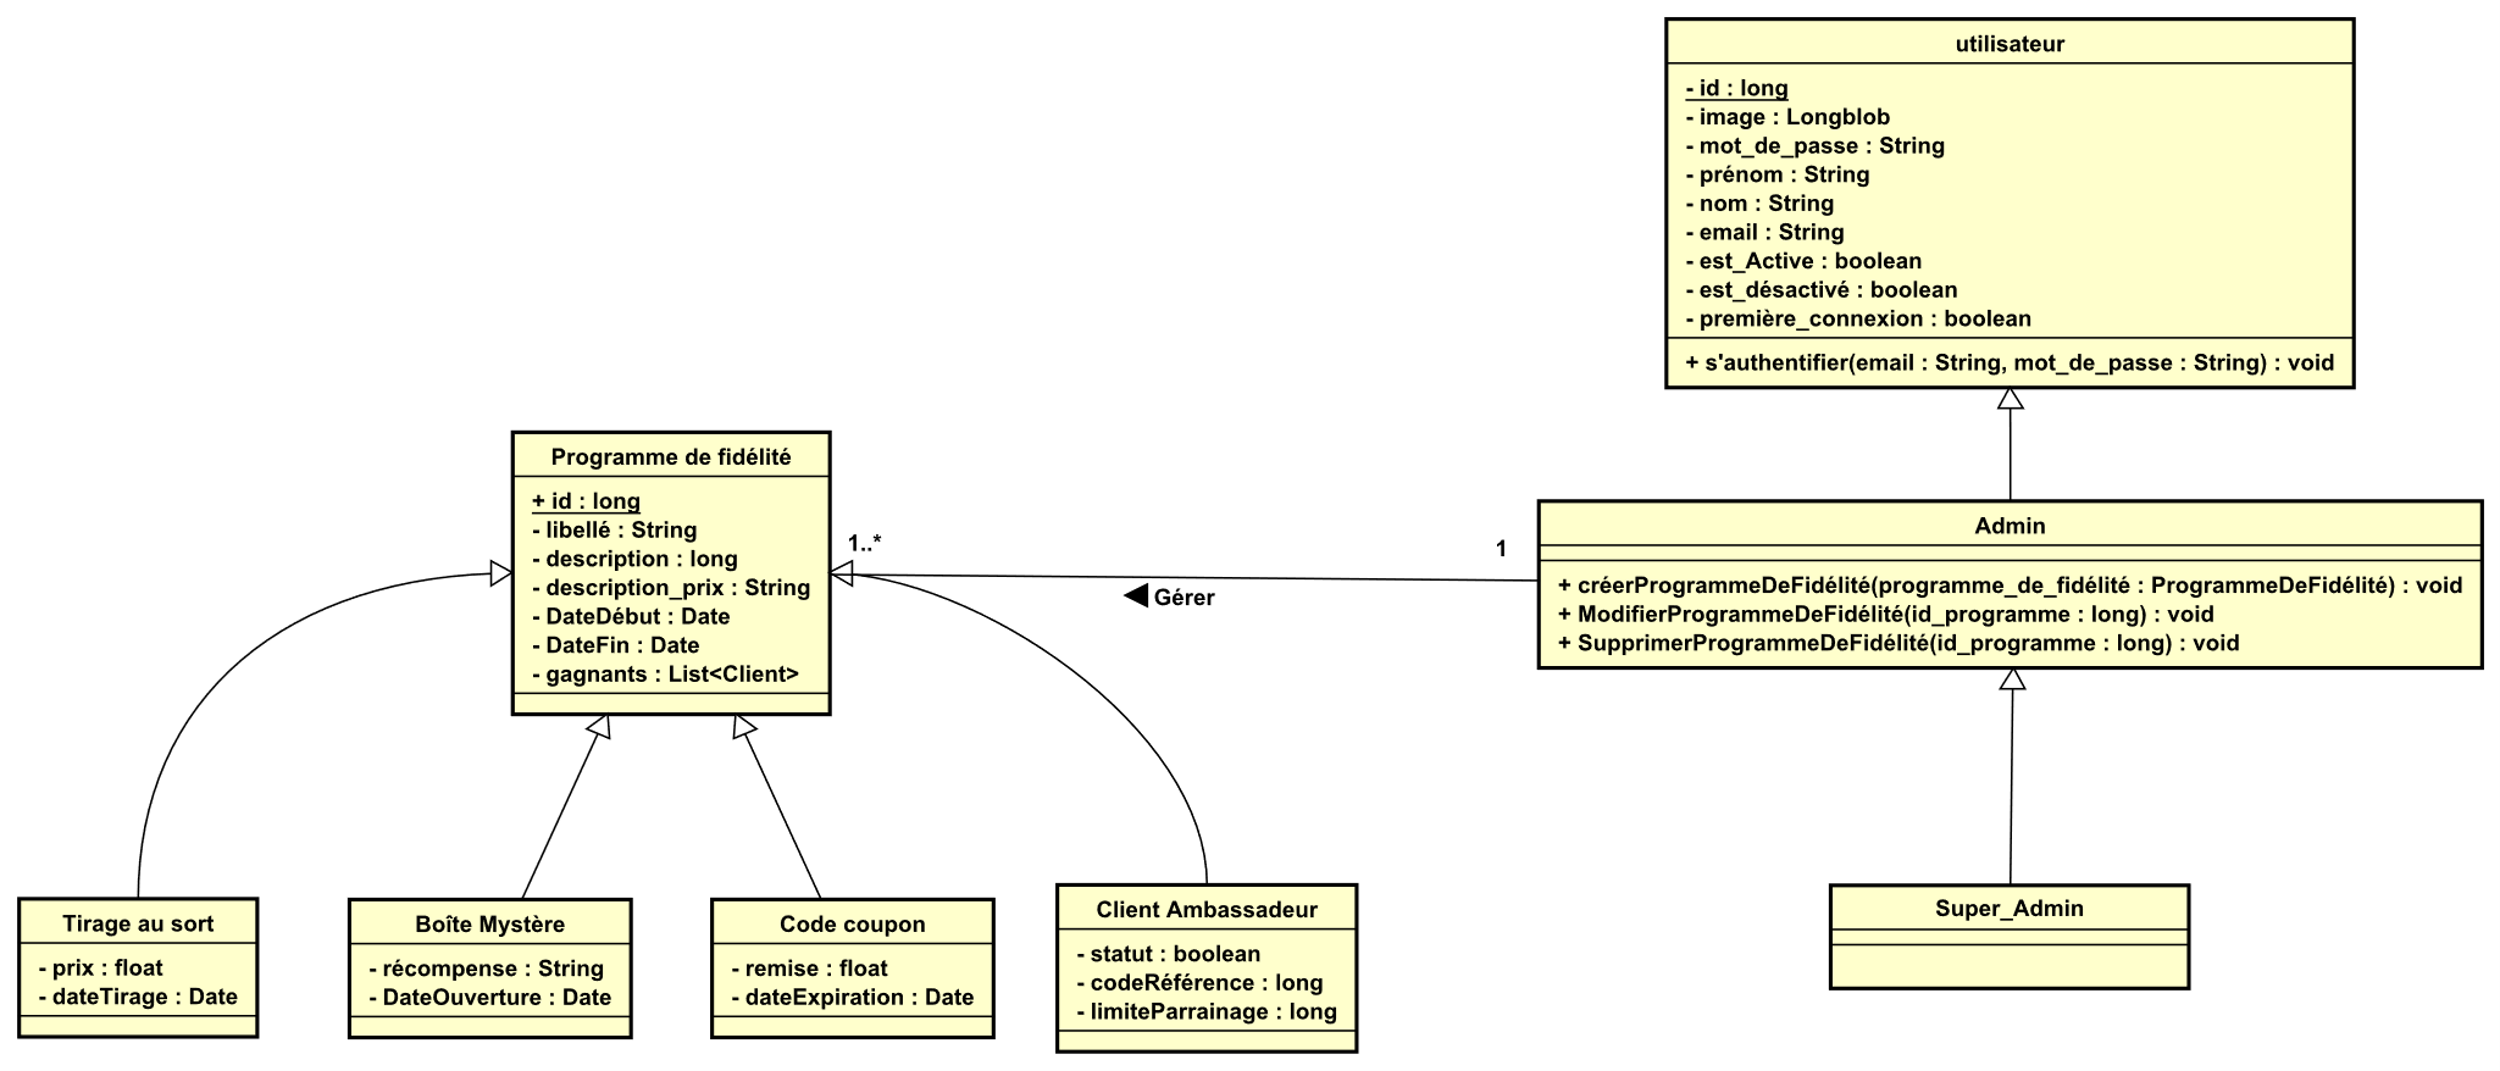 utilisateur
- id : long
- image : Longblob
- mot_de_passe : String
- prénom : String
- nom : String
- email : String
- est_Active : boolean
- est_désactivé : boolean
- première_connexion : boolean
+ s'authentifier(email : String, mot_de_passe : String) : void
Programme de fidélité
+ id : long
- libellé : String
- description : long
- description_prix : String
- DateDébut : Date
- DateFin : Date
- gagnants : List<Client>
1..*
1
Gérer
Admin
+ créerProgrammeDeFidélité(programme_de_fidélité : ProgrammeDeFidélité) : void
+ ModifierProgrammeDeFidélité(id_programme : long) : void
+ SupprimerProgrammeDeFidélité(id_programme : long) : void
Tirage au sort
- prix : float
- dateTirage : Date
Boîte Mystère
- récompense : String
- DateOuverture : Date
Code coupon
- remise : float
- dateExpiration : Date
Client Ambassadeur
- statut : boolean
- codeRéférence : long
- limiteParrainage : long
Super_Admin